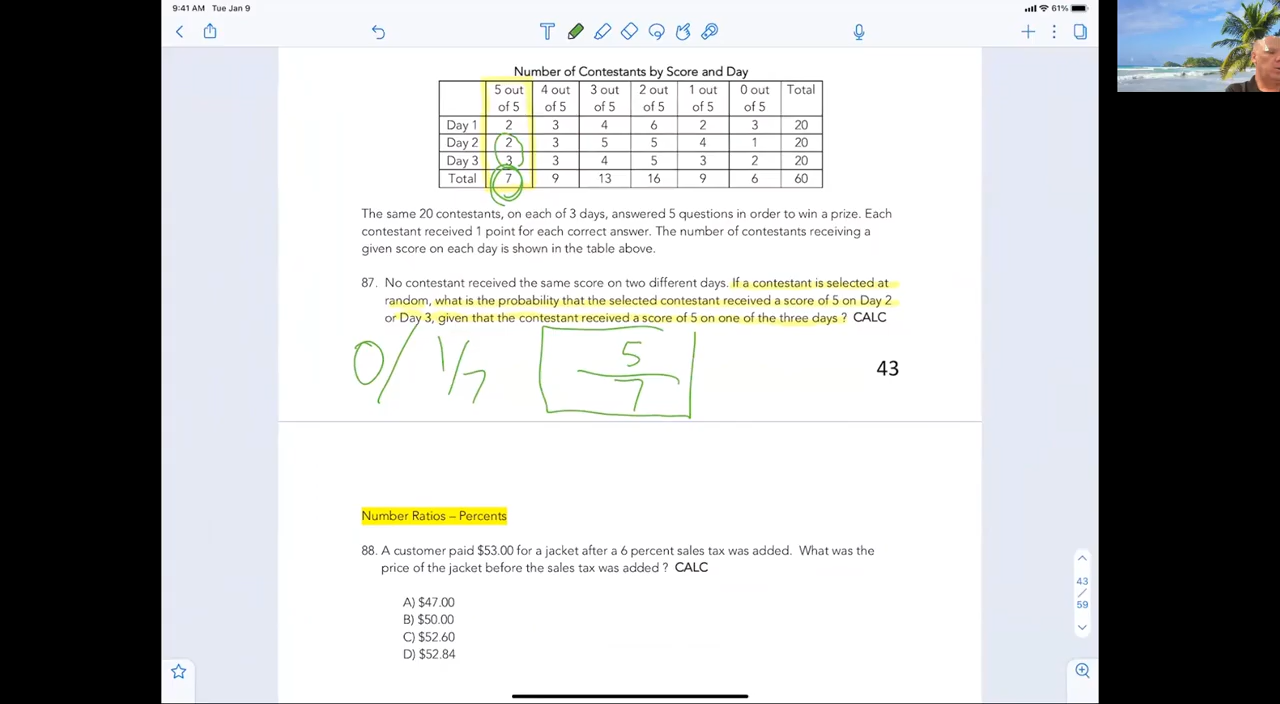 9:41 AM Tue Jan 9
61%
Number of Contestants by Score and Day
5 out of 5 4 out of 5 3 out of 5 2 out of 5 1 out of 5 0 out of 5 Total
Day 1 2 3 4 6 2 3 20
Day 2 2 3 5 5 4 1 20
Day 3 3 3 4 5 3 2 20
Total 7 9 13 16 9 6 60
The same 20 contestants, on each of 3 days, answered 5 questions in order to win a prize. Each
contestant received 1 point for each correct answer. The number of contestants receiving a
given score on each day is shown in the table above.
87. No contestant received the same score on two different days. If a contestant is selected at
random, what is the probability that the selected contestant received a score of 5 on Day 2
or Day 3, given that the contestant received a score of 5 on one of the three days ? CALC
0/ 1/7 5/7
43
Number Ratios – Percents
88. A customer paid $53.00 for a jacket after a 6 percent sales tax was added. What was the
price of the jacket before the sales tax was added ? CALC
A) $47.00
B) $50.00
C) $52.60
D) $52.84
43
/
59